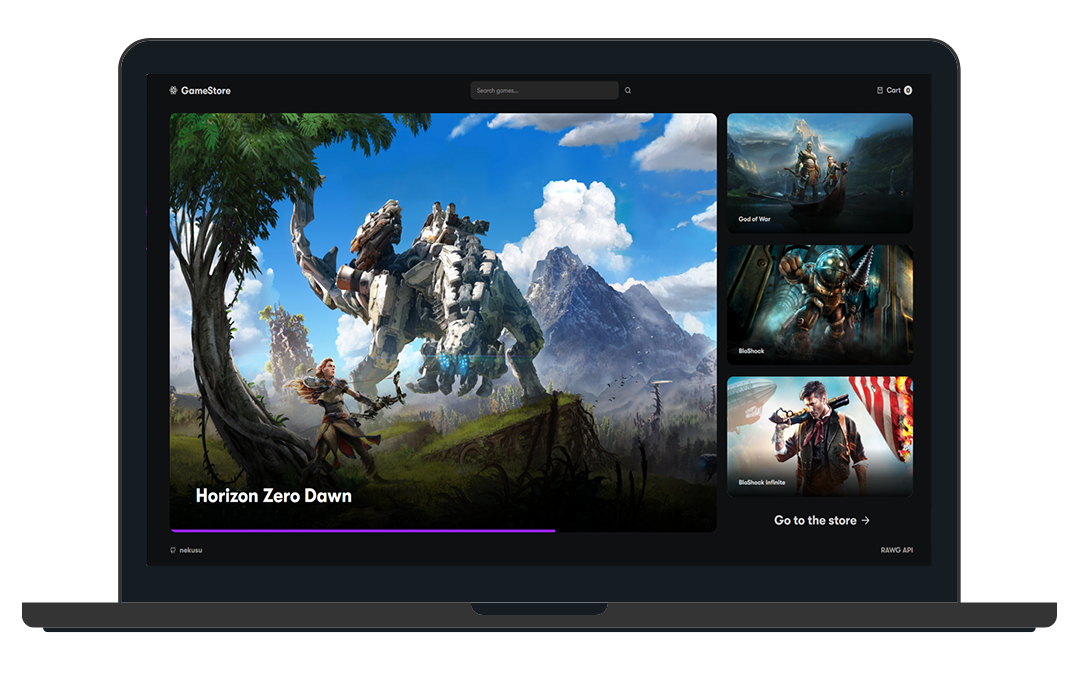 GameStore
Search games...
Cart 0
God of War
BioShock
Horizon Zero Dawn
BioShock Infinite
Go to the store
nekusu
RAWG API